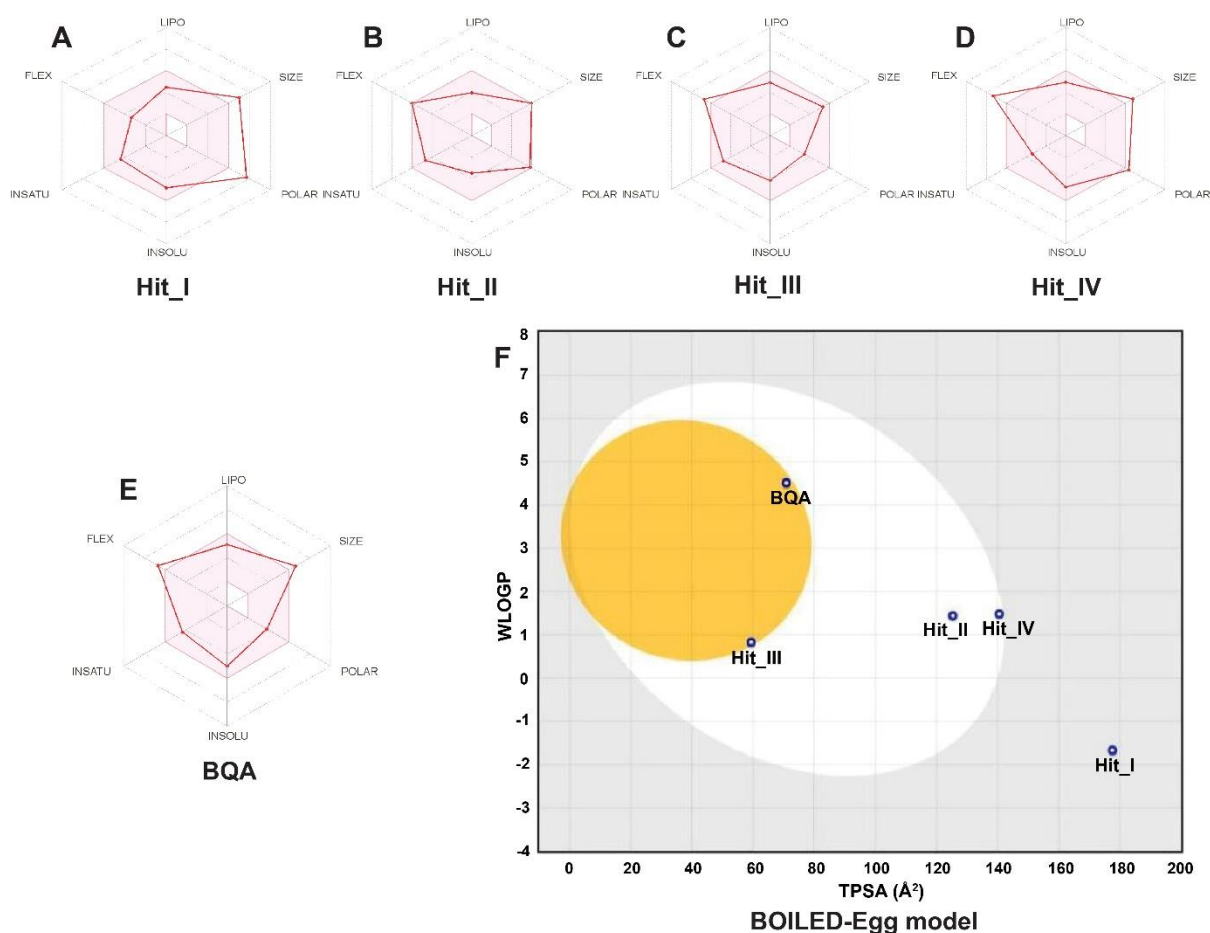 A
LIPO
FLEX
SIZE
INSATU
POLAR
INSOLU
Hit_I
B
LIPO
FLEX
SIZE
INSATU
POLAR
INSOLU
Hit_II
C
LIPO
FLEX
SIZE
INSATU
POLAR
INSOLU
Hit_III
D
LIPO
FLEX
SIZE
INSATU
POLAR
INSOLU
Hit_IV
E
LIPO
FLEX
SIZE
INSATU
POLAR
INSOLU
BQA
F
8
7
6
5
4
3
2
1
0
-1
-2
-3
-4
WLOGP
BQA
Hit_II
Hit_IV
Hit_III
Hit_I
0 20 40 60 80 100 120 140 160 180 200
TPSA (Å²)
BOILED-Egg model